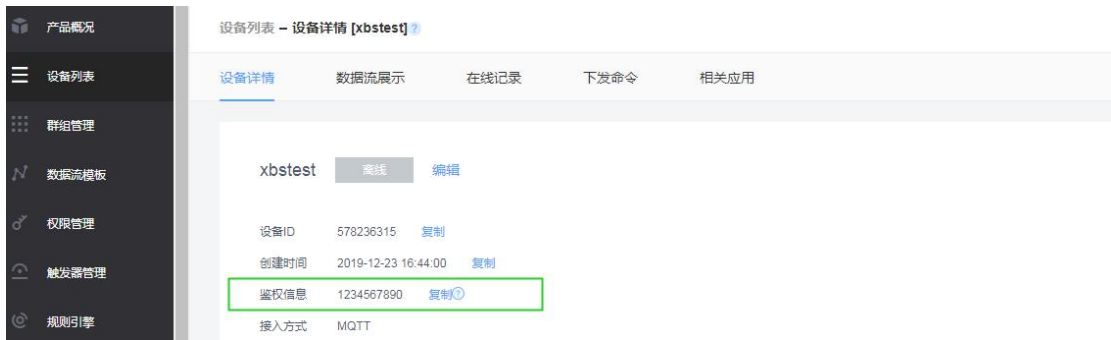 产品概况
设备列表
群组管理
数据流模板
权限管理
触发器管理
规则引擎
设备列表 – 设备详情 [xbstest] ?
设备详情 数据流展示 在线记录 下发命令 相关应用
xbstest 离线 编辑
设备ID 578236315 复制
创建时间 2019-12-23 16:44:00 复制
鉴权信息 1234567890 复制?
接入方式 MQTT